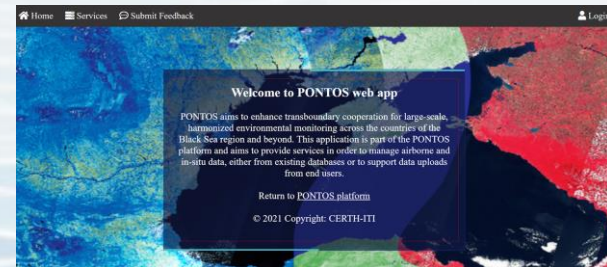 Home Services Submit Feedback Login
Welcome to PONTOS web app
PONTOS aims to enhance transboundary cooperation for large-scale,
harmonized environmental monitoring across the countries of the
Black Sea region and beyond. This application is part of the PONTOS
platform and aims to provide services in order to manage airborne and
in-situ data, either from existing databases or to support data uploads
from end users.
Return to PONTOS platform
© 2021 Copyright: CERTH-ITI